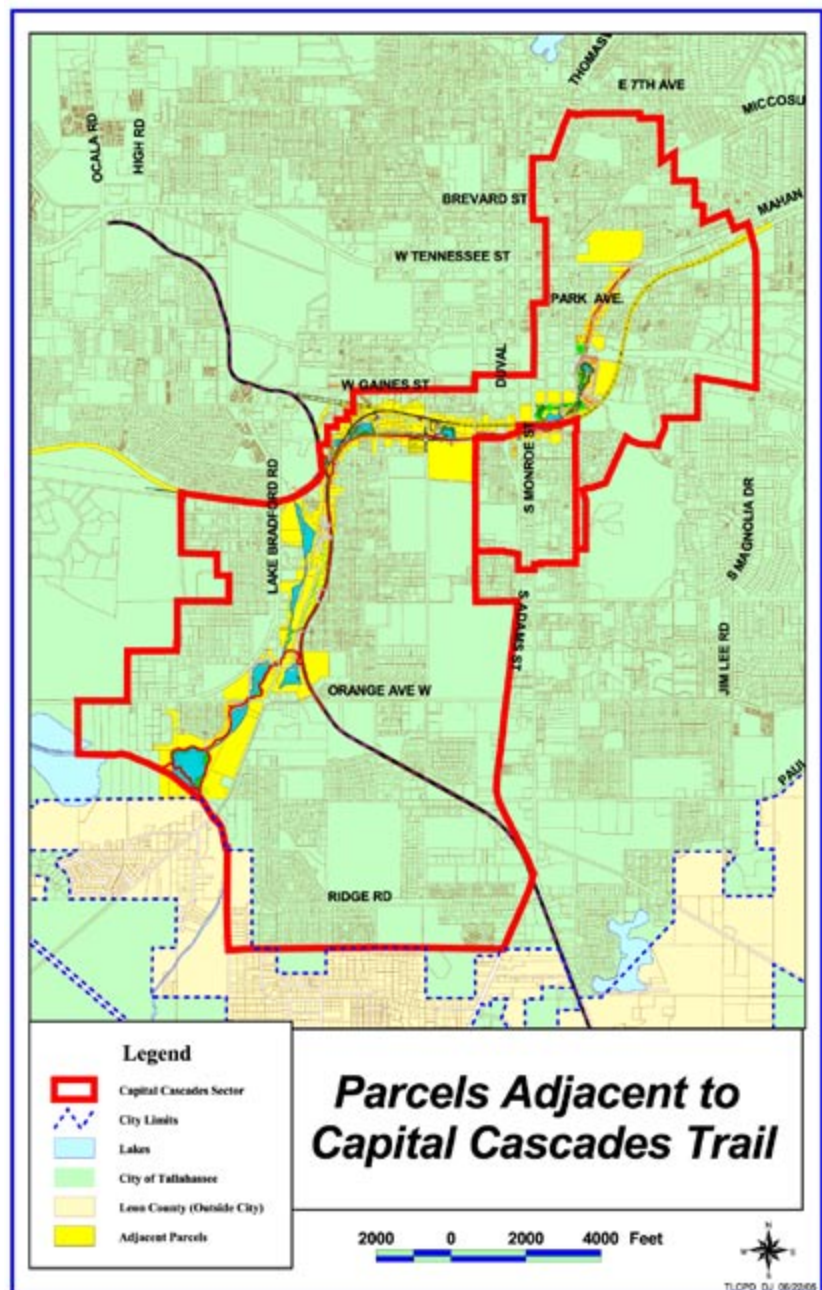 THOMASV
E 7TH AVE
MICCOSU
OCALA RD
HIGH RD
BREVARD ST
MAHAN
W TENNESSEE ST
PARK AVE.
DUVAL
W GAINES ST
S MONROE ST
LAKE BRADFORD RD
S MAGNOLIA DR
S ADAMS ST
JIM LEE RD
ORANGE AVE W
PAUL
RIDGE RD
Legend
Capital Cascades Sector
City Limits
Lakes
City of Tallahassee
Leon County (Outside City)
Adjacent Parcels
Parcels Adjacent to
Capital Cascades Trail
2000 0 2000 4000 Feet
N
W
S
TLCPD_DJ_06/22/05